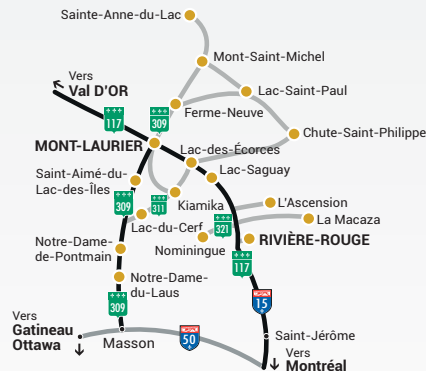 Sainte-Anne-du-Lac
Mont-Saint-Michel
Vers
Val D'OR
Lac-Saint-Paul
117
309
Ferme-Neuve
Chute-Saint-Philippe
MONT-LAURIER
Lac-des-Écorces
Lac-Saguay
Saint-Aimé-du-
Lac-des-Îles
309
311
Kiamika
L'Ascension
Lac-du-Cerf
321
La Macaza
Notre-Dame-
de-Pontmain
Nominingue
RIVIÈRE-ROUGE
117
Notre-Dame-
du-Laus
309
15
Vers
Gatineau
Ottawa
Masson
50
Saint-Jérôme
Vers
Montréal